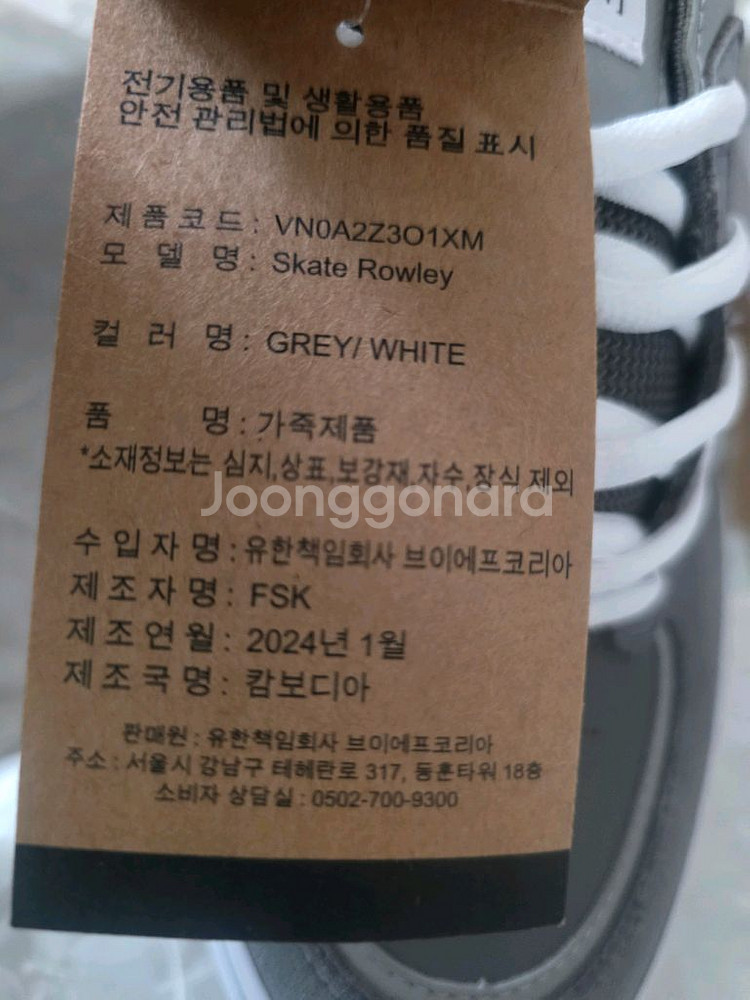 전기용품 및 생활용품
안전 관리법에 의한 품질 표시
제품코드 : VN0A2Z3O1XM
모 델 명 : Skate Rowley
컬 러 명 : GREY/ WHITE
품 명 : 가죽제품
*소재정보는 심지,상표,보강재,자수,장식 제외
Joonggonara
수입자명 : 유한책임회사 브이에프코리아
제조자명 : FSK
제조연월 : 2024년 1월
제조국명 : 캄보디아
판매원 : 유한책임회사 브이에프코리아
주소 : 서울시 강남구 테헤란로 317, 동훈타워 18층
소비자 상담실 : 0502-700-9300